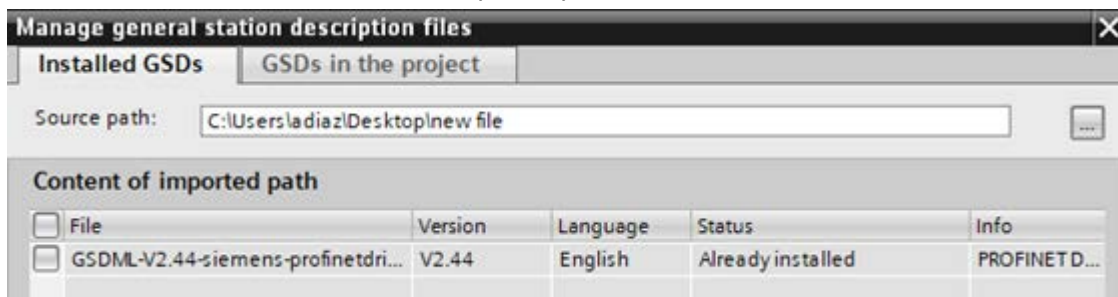 Manage general station description files
Installed GSDs GSDs in the project
Source path: C:\Users\adiaz\Desktop\new file ...
Content of imported path
File Version Language Status Info
GSDML-V2.44-siemens-profinetdri... V2.44 English Already installed PROFINET D...